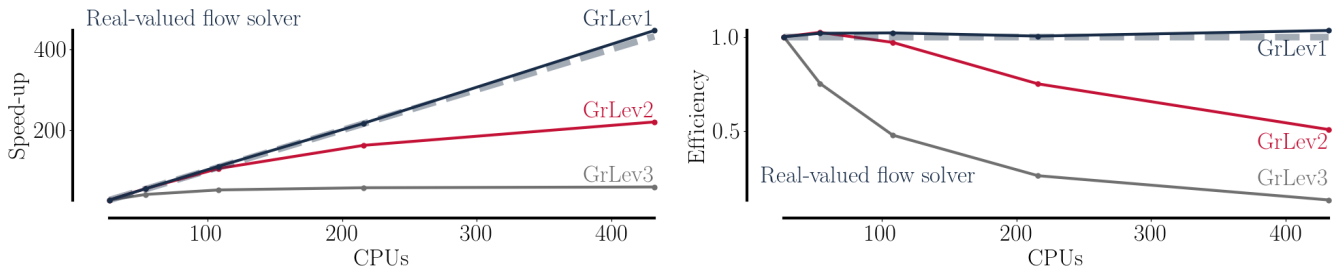 Real-valued flow solver
GrLev1
400
200
Speed-up
GrLev2
GrLev3
100
200
300
400
CPUs
1.0
0.5
Efficiency
GrLev1
GrLev2
Real-valued flow solver
GrLev3
100
200
300
400
CPUs